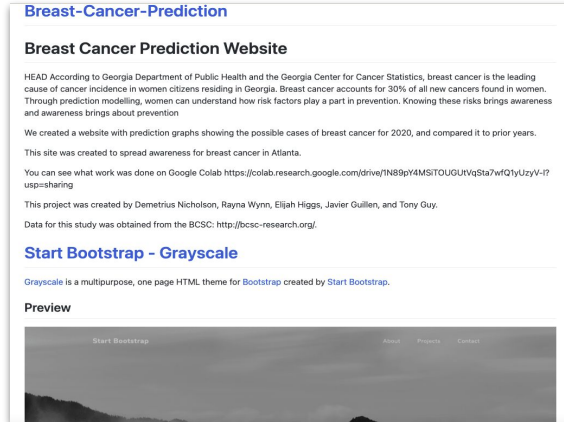 Breast-Cancer-Prediction
Breast Cancer Prediction Website
HEAD According to Georgia Department of Public Health and the Georgia Center for Cancer Statistics, breast cancer is the leading
cause of cancer incidence in women citizens residing in Georgia. Breast cancer accounts for 30% of all new cancers found in women.
Through prediction modelling, women can understand how risk factors play a part in prevention. Knowing these risks brings awareness
and awareness brings about prevention
We created a website with prediction graphs showing the possible cases of breast cancer for 2020, and compared it to prior years.
This site was created to spread awareness for breast cancer in Atlanta.
You can see what work was done on Google Colab https://colab.research.google.com/drive/1N89pY4MSiTOUGUtVqSta7wfQ1yUzyV-I?
usp=sharing
This project was created by Demetrius Nicholson, Rayna Wynn, Elijah Higgs, Javier Guillen, and Tony Guy.
Data for this study was obtained from the BCSC: http://bcsc-research.org/.
Start Bootstrap - Grayscale
Grayscale is a multipurpose, one page HTML theme for Bootstrap created by Start Bootstrap.
Preview
Start Bootstrap About Projects Contact